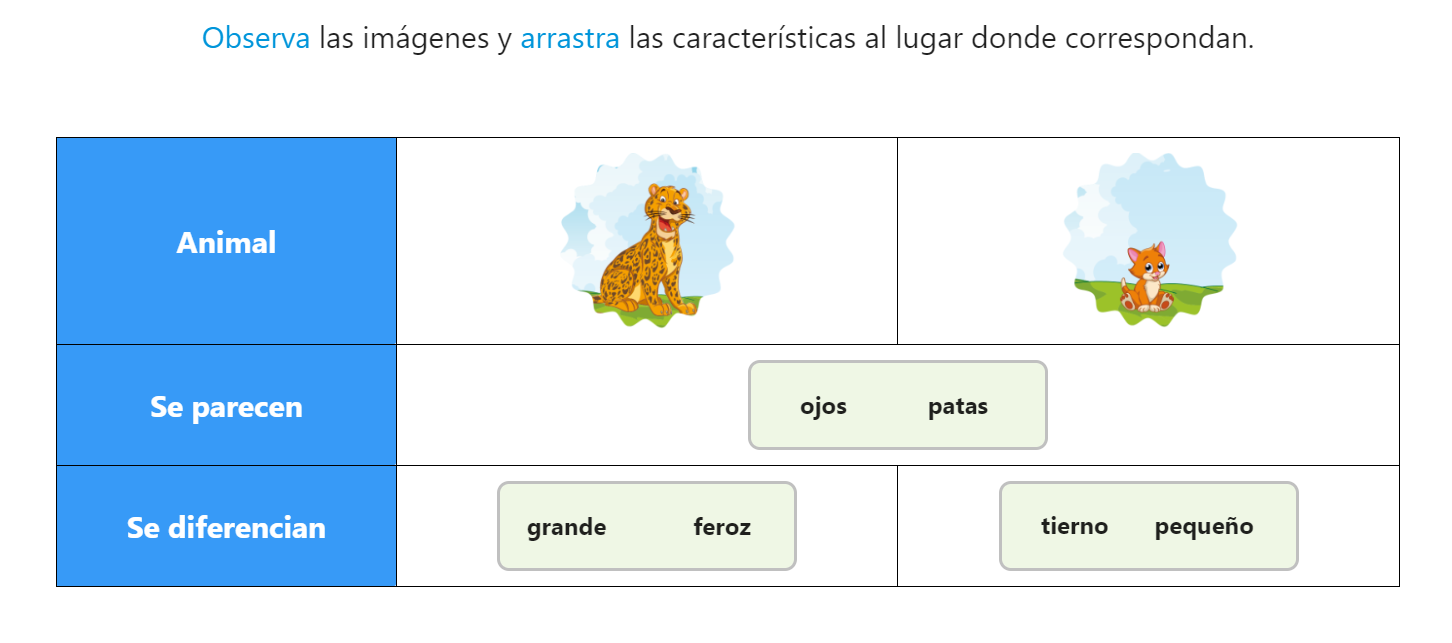 Observa las imágenes y arrastra las características al lugar donde correspondan.
Animal
Se parecen
ojos patas
Se diferencian
grande feroz
tierno pequeño